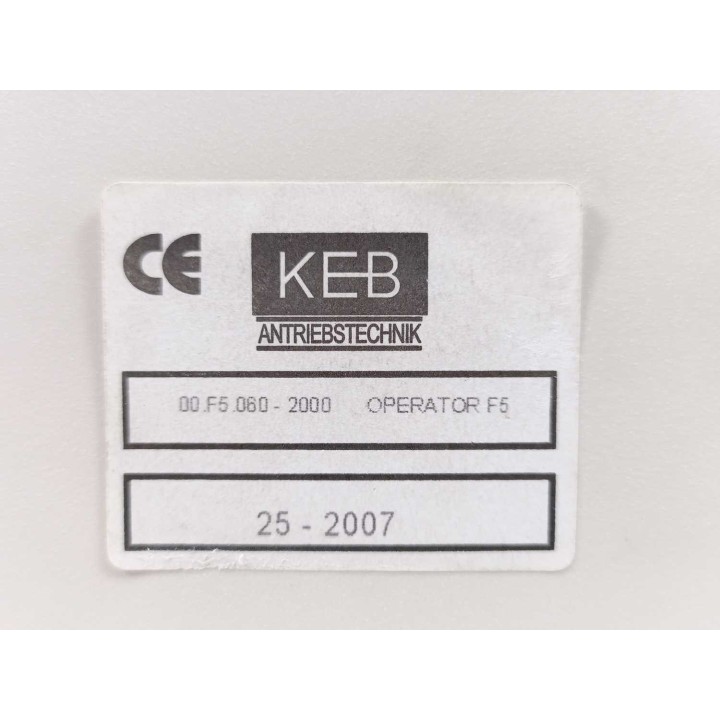 CE KEB
ANTRIEBSTECHNIK
00.F5.060 - 2000 OPERATOR F5
25 - 2007